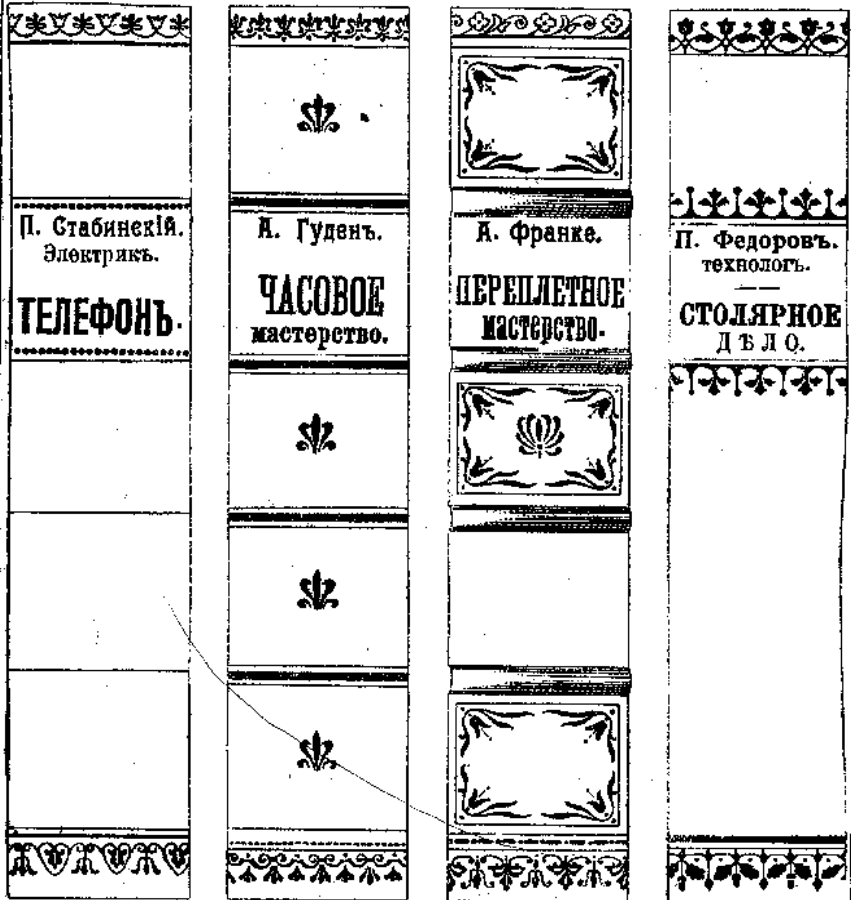 П. Стабинскій.
Электрикъ.
ТЕЛЕФОНЪ.
А. Гуденъ.
ЧАСОВОЕ
мастерство.
А. Франке.
ПЕРЕПЛЕТНОЕ
мастерство.
П. Федоровъ.
технологъ.
СТОЛЯРНОЕ
ДѢЛО.